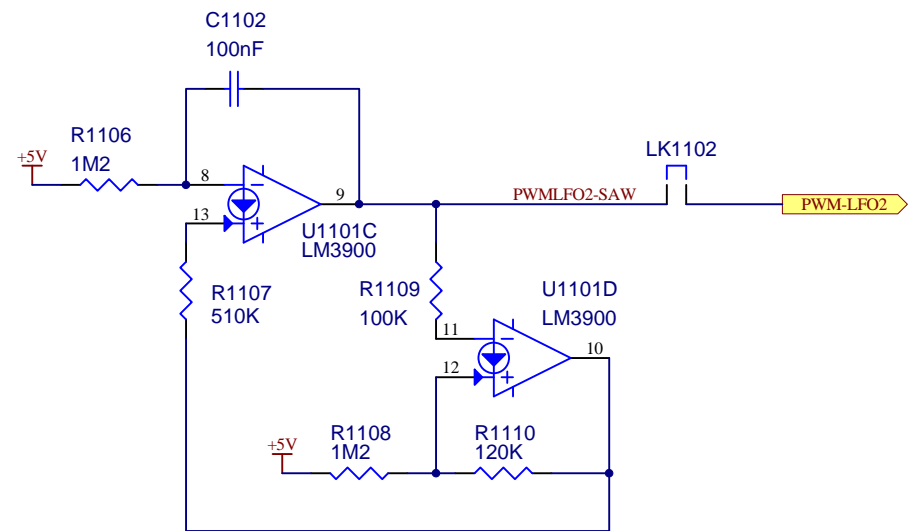 C1102
100nF
R1106
1M2
+5V
8
9
13
U1101C
LM3900
R1107
510K
PWMLFO2-SAW
LK1102
PWM-LFO2
R1109
100K
U1101D
LM3900
11
10
12
R1108
1M2
+5V
R1110
120K